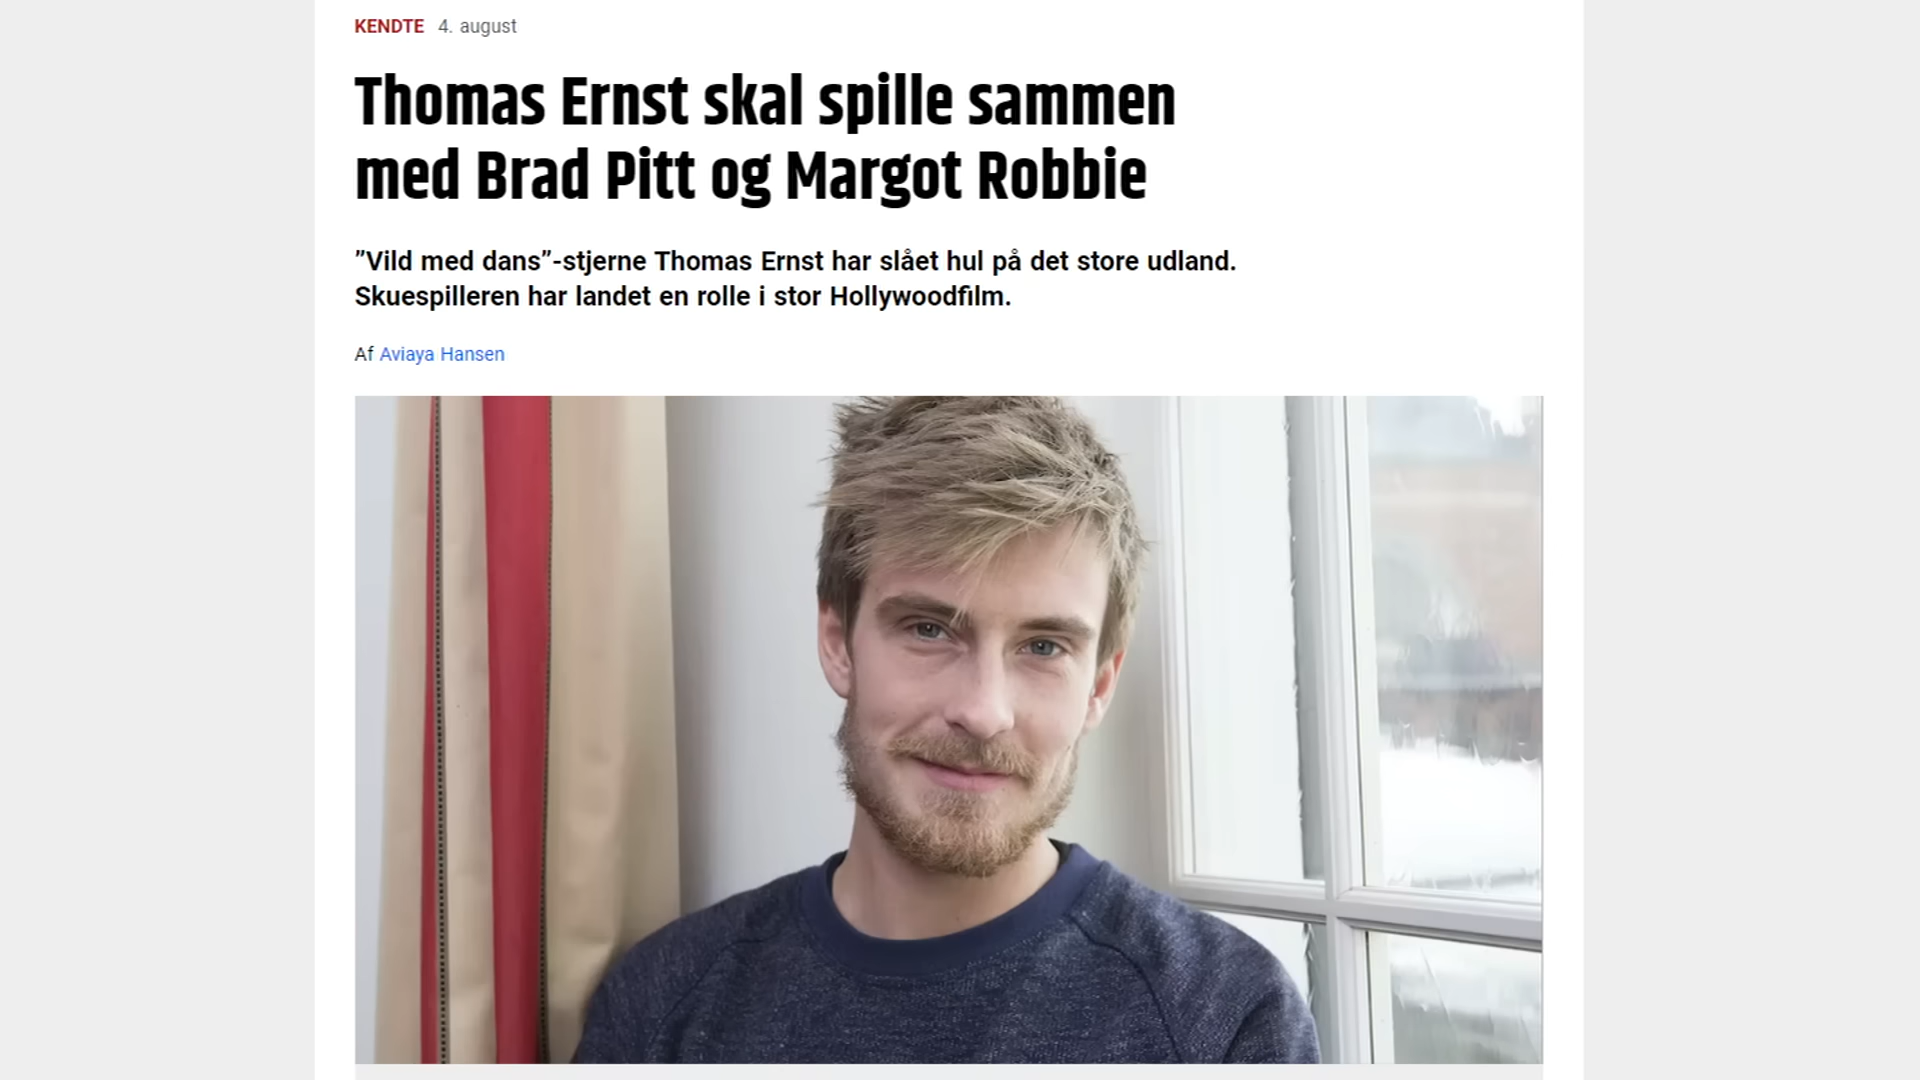 KENDTE 4. august
Thomas Ernst skal spille sammen
med Brad Pitt og Margot Robbie
”Vild med dans”-stjerne Thomas Ernst har slået hul på det store udland.
Skuespilleren har landet en rolle i stor Hollywoodfilm.
Af Aviaya Hansen